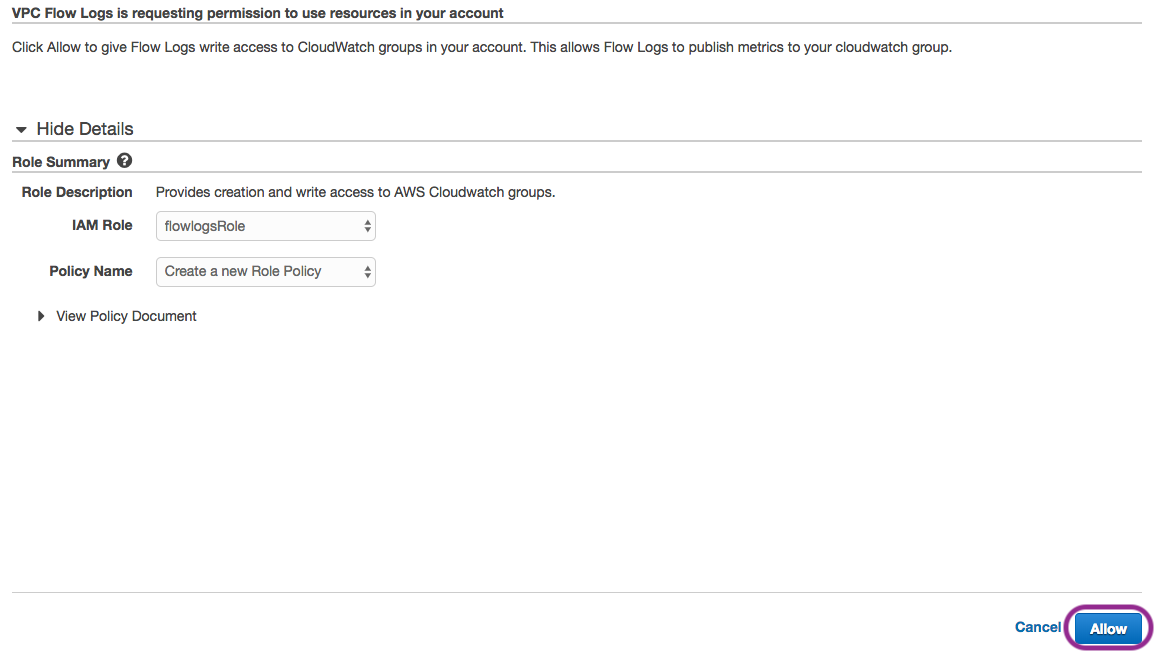 VPC Flow Logs is requesting permission to use resources in your account
Click Allow to give Flow Logs write access to CloudWatch groups in your account. This allows Flow Logs to publish metrics to your cloudwatch group.
Hide Details
Role Summary ?
Role Description Provides creation and write access to AWS Cloudwatch groups.
IAM Role flowlogsRole
Policy Name Create a new Role Policy
View Policy Document
Cancel Allow